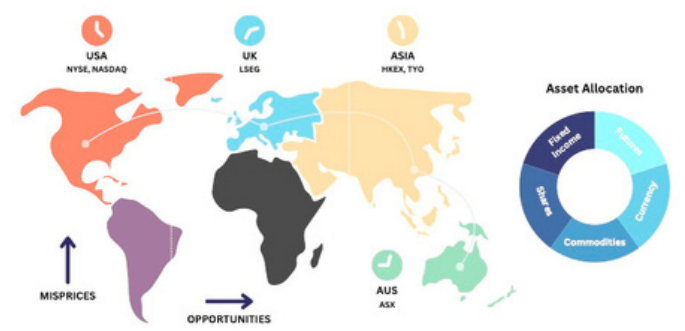 USA
NYSE, NASDAQ
UK
LSEG
ASIA
HKEX, TYO
Asset Allocation
Fixed
Income
Futures
Shares
Currency
Commodities
AUS
ASX
MISPRICES
OPPORTUNITIES